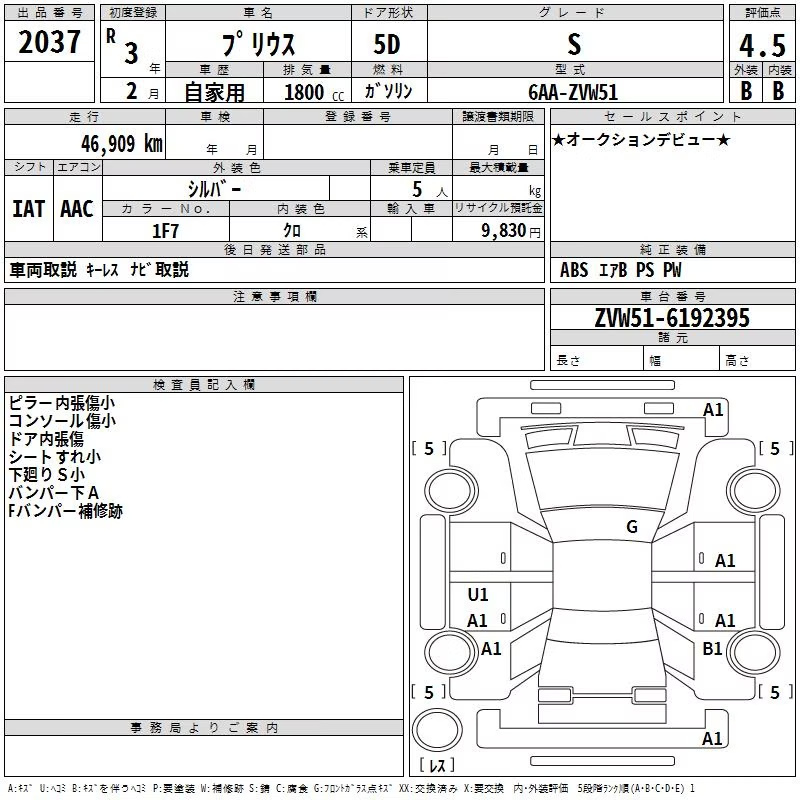 出品番号
2037
初度登録
R 3 年
2 月
車名
プリウス
ドア形状
5D
グレード
S
評価点
4.5
車歴
自家用
排気量
1800 CC
燃料
ガソリン
型式
6AA-ZVW51
外装 内装
B B
走行
46,909 km
車検
年 月
登録番号
譲渡書類期限
月 日
シフト
IAT
エアコン
AAC
外装色
シルバー
乗車定員
5 人
最大積載量
kg
カラーNo.
1F7
内装色
クロ 系
輸入車
リサイクル預託金
9,830 円
後日発送部品
車両取説 キーレス ナビ取説
セールスポイント
★オークションデビュー★
純正装備
ABS エアB PS PW
注意事項欄
車台番号
ZVW51-6192395
諸元
長さ 幅 高さ
検査員記入欄
ピラー内張傷小
コンソール傷小
ドア内張傷
シートすれ小
下廻りS小
バンパー下A
Fバンパー補修跡
事務局よりご案内
A1
[ 5 ] [ 5 ]
G
A1
U1
A1 A1
A1 B1
[ 5 ] [ 5 ]
A1
[ レス ]
A:キズ U:ヘコミ B:キズを伴うヘコミ P:要塗装 W:補修跡 S:錆 C:腐食 G:フロントガラス点キズ XX:交換済み X:要交換 内・外装評価 5段階ランク順(A・B・C・D・E) 1